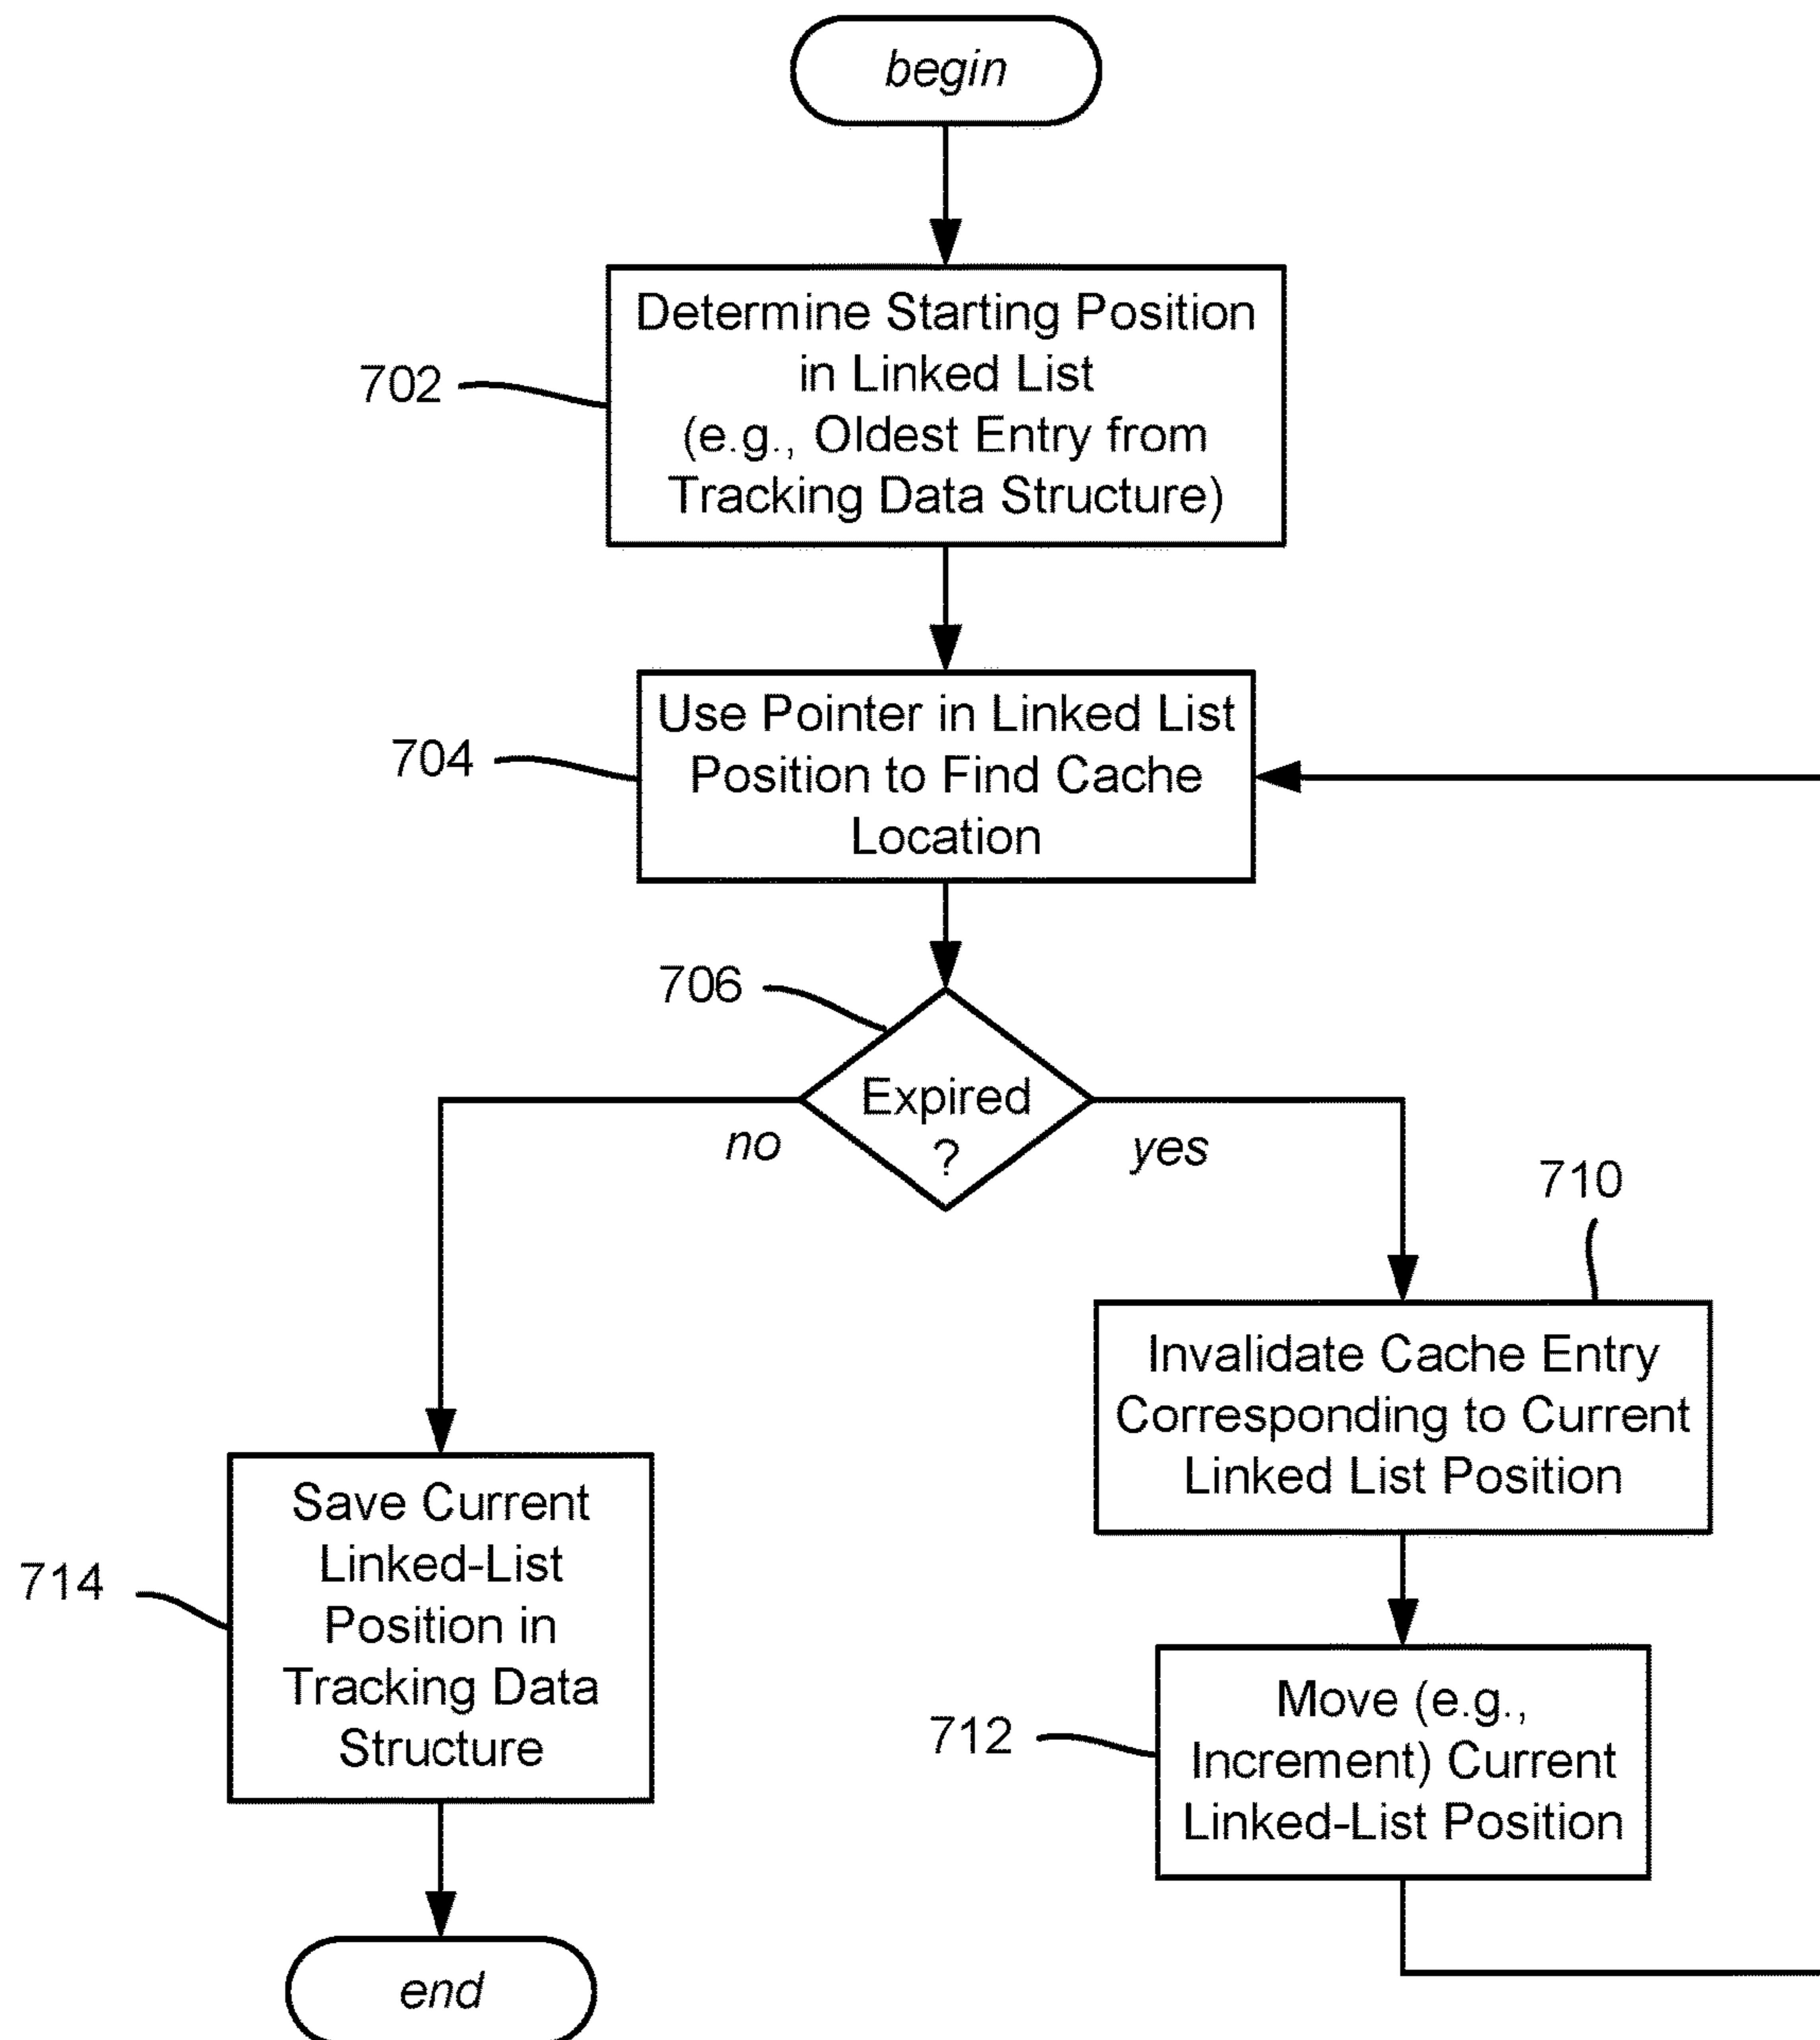 begin
702
Determine Starting Position
in Linked List
(e.g., Oldest Entry from
Tracking Data Structure)
704
Use Pointer in Linked List
Position to Find Cache
Location
706
Expired
?
no
yes
710
Invalidate Cache Entry
Corresponding to Current
Linked List Position
714
Save Current
Linked-List
Position in
Tracking Data
Structure
712
Move (e.g.,
Increment) Current
Linked-List Position
end